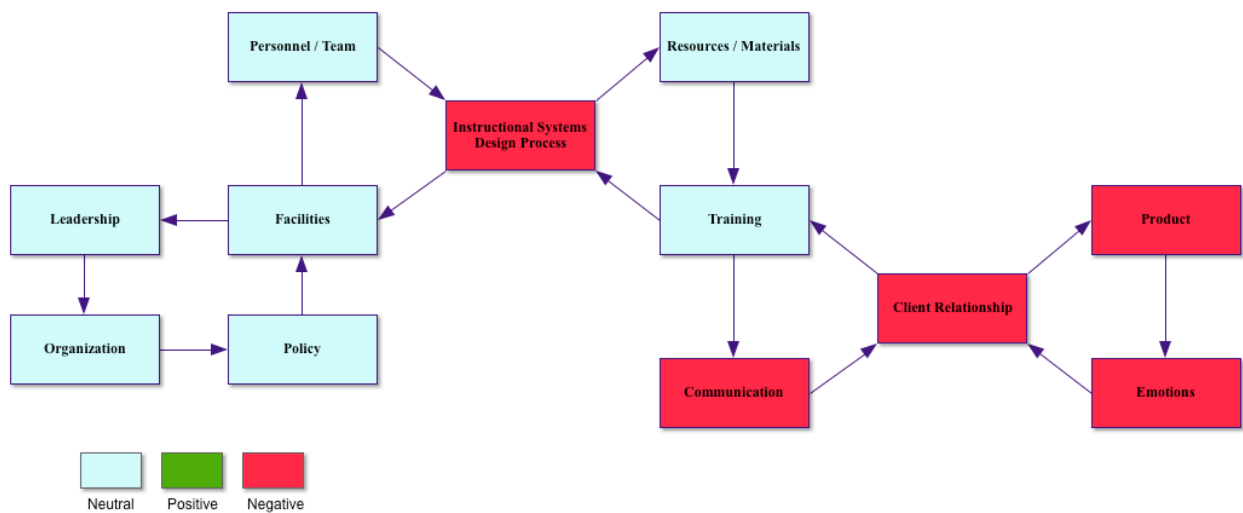 Personnel / Team
Resources / Materials
Instructional Systems
Design Process
Leadership
Facilities
Training
Product
Client Relationship
Organization
Policy
Communication
Emotions
Neutral
Positive
Negative